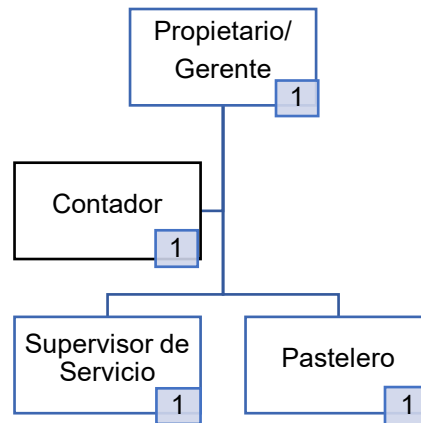 Propietario/
Gerente
1
Contador
1
Supervisor de
Servicio
1
Pastelero
1